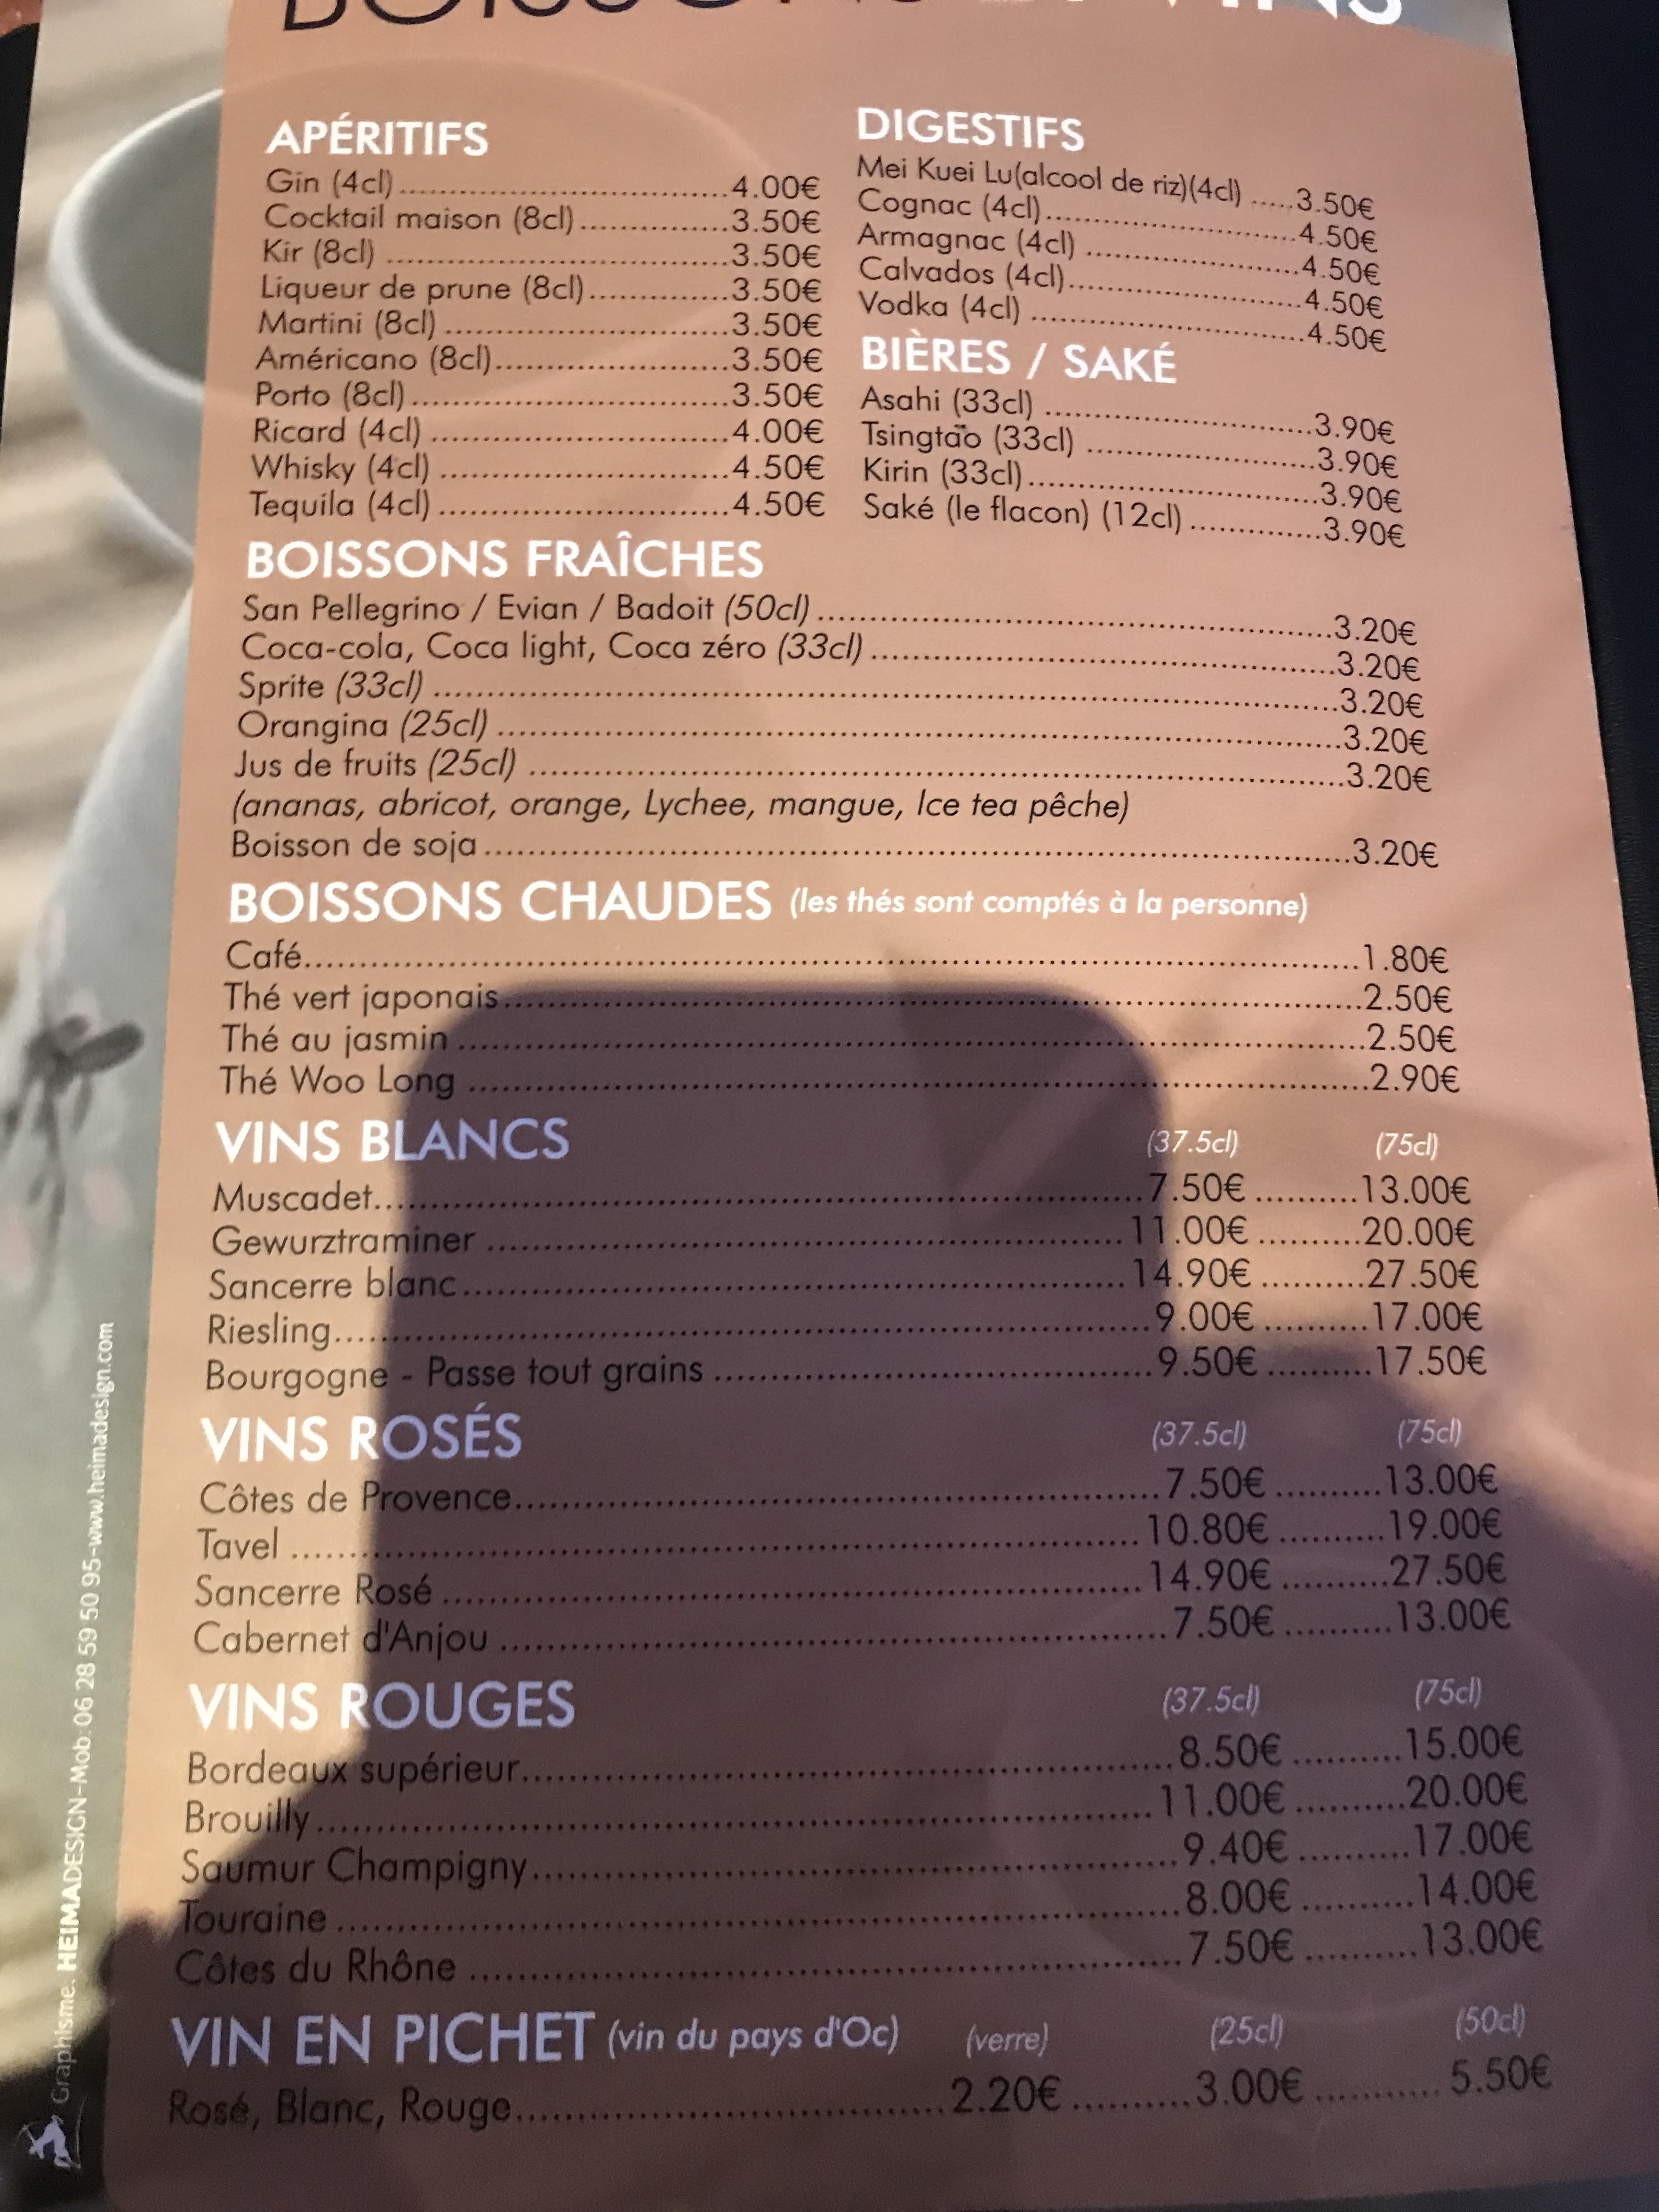 BOISSONS ET VINS
APÉRITIFS
Gin (4cl)....................4.00€
Cocktail maison (8cl)....................3.50€
Kir (8cl)....................3.50€
Liqueur de prune (8cl)....................3.50€
Martini (8cl)....................3.50€
Américano (8cl)....................3.50€
Porto (8cl)....................3.50€
Ricard (4cl)....................4.00€
Whisky (4cl)....................4.50€
Tequila (4cl)....................4.50€
DIGESTIFS
Mei Kuei Lu(alcool de riz)(4cl).....3.50€
Cognac (4cl)....................4.50€
Armagnac (4cl)....................4.50€
Calvados (4cl)....................4.50€
Vodka (4cl)....................4.50€
BIÈRES / SAKÉ
Asahi (33cl)....................3.90€
Tsingtão (33cl)....................3.90€
Kirin (33cl)....................3.90€
Saké (le flacon) (12cl)............3.90€
BOISSONS FRAÎCHES
San Pellegrino / Evian / Badoit (50cl)....................3.20€
Coca-cola, Coca light, Coca zéro (33cl)....................3.20€
Sprite (33cl)....................3.20€
Orangina (25cl)....................3.20€
Jus de fruits (25cl)....................3.20€
(ananas, abricot, orange, Lychee, mangue, Ice tea pêche)
Boisson de soja....................3.20€
BOISSONS CHAUDES (les thés sont comptés à la personne)
Café....................1.80€
Thé vert japonais....................2.50€
Thé au jasmin....................2.50€
Thé Woo Long....................2.90€
VINS BLANCS (37.5cl) (75cl)
Muscadet....................7.50€..........13.00€
Gewurztraminer....................11.00€..........20.00€
Sancerre blanc....................14.90€..........27.50€
Riesling....................9.00€..........17.00€
Bourgogne - Passe tout grains....................9.50€..........17.50€
VINS ROSÉS (37.5cl) (75cl)
Côtes de Provence....................7.50€..........13.00€
Tavel....................10.80€..........19.00€
Sancerre Rosé....................14.90€..........27.50€
Cabernet d'Anjou....................7.50€..........13.00€
VINS ROUGES (37.5cl) (75cl)
Bordeaux supérieur....................8.50€..........15.00€
Brouilly....................11.00€..........20.00€
Saumur Champigny....................9.40€..........17.00€
Touraine....................8.00€..........14.00€
Côtes du Rhône....................7.50€..........13.00€
VIN EN PICHET (vin du pays d'Oc) (verre) (25cl) (50cl)
Rosé, Blanc, Rouge....................2.20€..........3.00€..........5.50€
Graphisme. HEIMADESIGN-Mob: 06 28 59 50 95-www.heimadesign.com